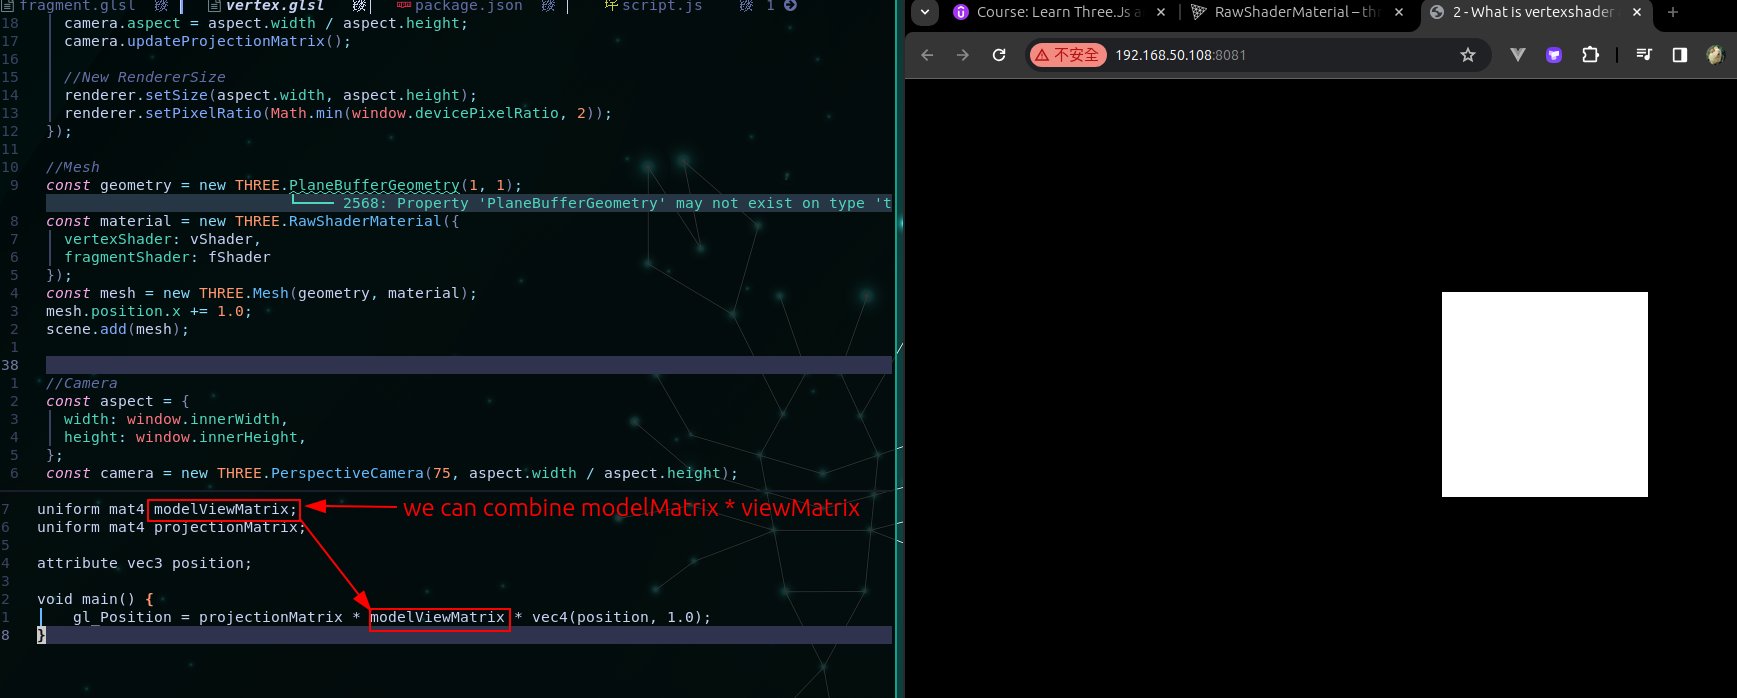 fragment.glsl vertex.glsl package.json script.js 1
18 camera.aspect = aspect.width / aspect.height;
17 camera.updateProjectionMatrix();
16
15 //New RendererSize
14 renderer.setSize(aspect.width, aspect.height);
13 renderer.setPixelRatio(Math.min(window.devicePixelRatio, 2));
12 });
11
10 //Mesh
9 const geometry = new THREE.PlaneBufferGeometry(1, 1);
2568: Property 'PlaneBufferGeometry' may not exist on type 't
8 const material = new THREE.RawShaderMaterial({
7 vertexShader: vShader,
6 fragmentShader: fShader
5 });
4 const mesh = new THREE.Mesh(geometry, material);
3 mesh.position.x += 1.0;
2 scene.add(mesh);
1
38
1 //Camera
2 const aspect = {
3 width: window.innerWidth,
4 height: window.innerHeight,
5 };
6 const camera = new THREE.PerspectiveCamera(75, aspect.width / aspect.height);
7 uniform mat4 modelViewMatrix;
we can combine modelMatrix * viewMatrix
6 uniform mat4 projectionMatrix;
5
4 attribute vec3 position;
3
2 void main() {
1 gl_Position = projectionMatrix * modelViewMatrix * vec4(position, 1.0);
8 }
Course: Learn Three.Js a
RawShaderMaterial – thr
2 - What is vertexshader
不安全 192.168.50.108:8081